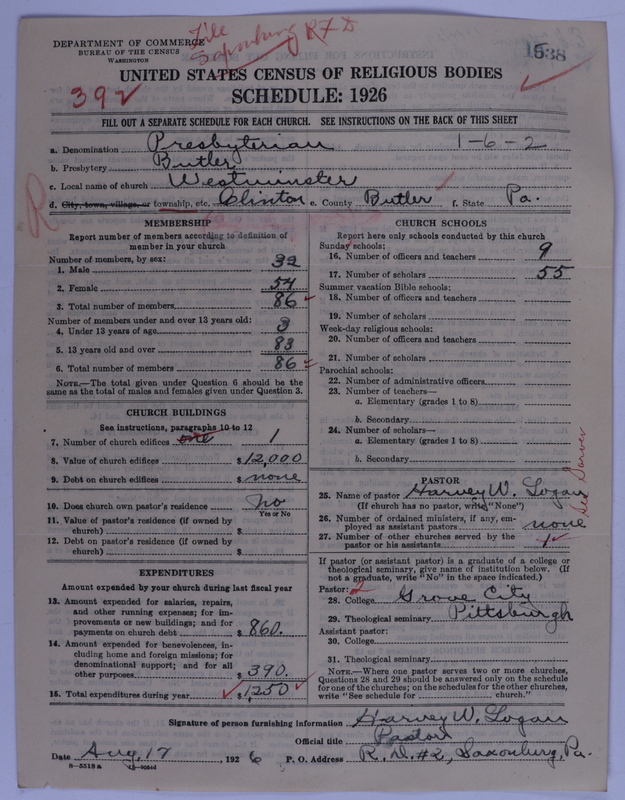 File
Saxonburg RFD
DEPARTMENT OF COMMERCE
BUREAU OF THE CENSUS
WASHINGTON
1538
UNITED STATES CENSUS OF RELIGIOUS BODIES
392
SCHEDULE: 1926
FILL OUT A SEPARATE SCHEDULE FOR EACH CHURCH. SEE INSTRUCTIONS ON THE BACK OF THIS SHEET
a. Denomination Presbyterian 1-6-2
b. Presbytery Butler
c. Local name of church Westminster
d. City, town, village, or township, etc. Clinton e. County Butler f. State Pa.
R
MEMBERSHIP
Report number of members according to definition of
member in your church
Number of members, by sex:
1. Male 32
2. Female 54
3. Total number of members 86
Number of members under and over 13 years old:
4. Under 13 years of age 3
5. 13 years old and over 83
6. Total number of members 86
NOTE.—The total given under Question 6 should be the
same as the total of males and females given under Question 3.
CHURCH BUILDINGS
See instructions, paragraphs 10 to 12
7. Number of church edifices one 1
8. Value of church edifices $ 12,000
9. Debt on church edifices $ none
10. Does church own pastor's residence No
Yes or No
11. Value of pastor's residence (if owned by
church) $
12. Debt on pastor's residence (if owned by
church) $
EXPENDITURES
Amount expended by your church during last fiscal year
13. Amount expended for salaries, repairs,
and other running expenses; for im-
provements or new buildings; and for
payments on church debt $ 860.
14. Amount expended for benevolences, in-
cluding home and foreign missions; for
denominational support; and for all
other purposes $ 390.
15. Total expenditures during year $ 1,250
CHURCH SCHOOLS
Report here only schools conducted by this church
Sunday schools:
16. Number of officers and teachers 9
17. Number of scholars 55
Summer vacation Bible schools:
18. Number of officers and teachers
19. Number of scholars
Week-day religious schools:
20. Number of officers and teachers
21. Number of scholars
Parochial schools:
22. Number of administrative officers
23. Number of teachers—
a. Elementary (grades 1 to 8)
b. Secondary
24. Number of scholars—
a. Elementary (grades 1 to 8)
b. Secondary
PASTOR
25. Name of pastor Harvey W. Logan
(If church has no pastor, write "None")
26. Number of ordained ministers, if any, em-
ployed as assistant pastors none
27. Number of other churches served by the
pastor or his assistants 1
If pastor (or assistant pastor) is a graduate of a college or
theological seminary, give name of institution below. (If
not a graduate, write "No" in the space indicated.)
Pastor: 2
28. College Grove City
29. Theological seminary Pittsburgh
Assistant pastor:
30. College
31. Theological seminary
NOTE.—Where one pastor serves two or more churches,
Questions 28 and 29 should be answered only on the schedule
for one of the churches; on the schedules for the other churches,
write "See schedule for church."
Signature of person furnishing information Harvey W. Logan
Official title Pastor
Date Aug, 17 1926 P. O. Address R. D. #2, Saxonburg, Pa.
8—5518 a